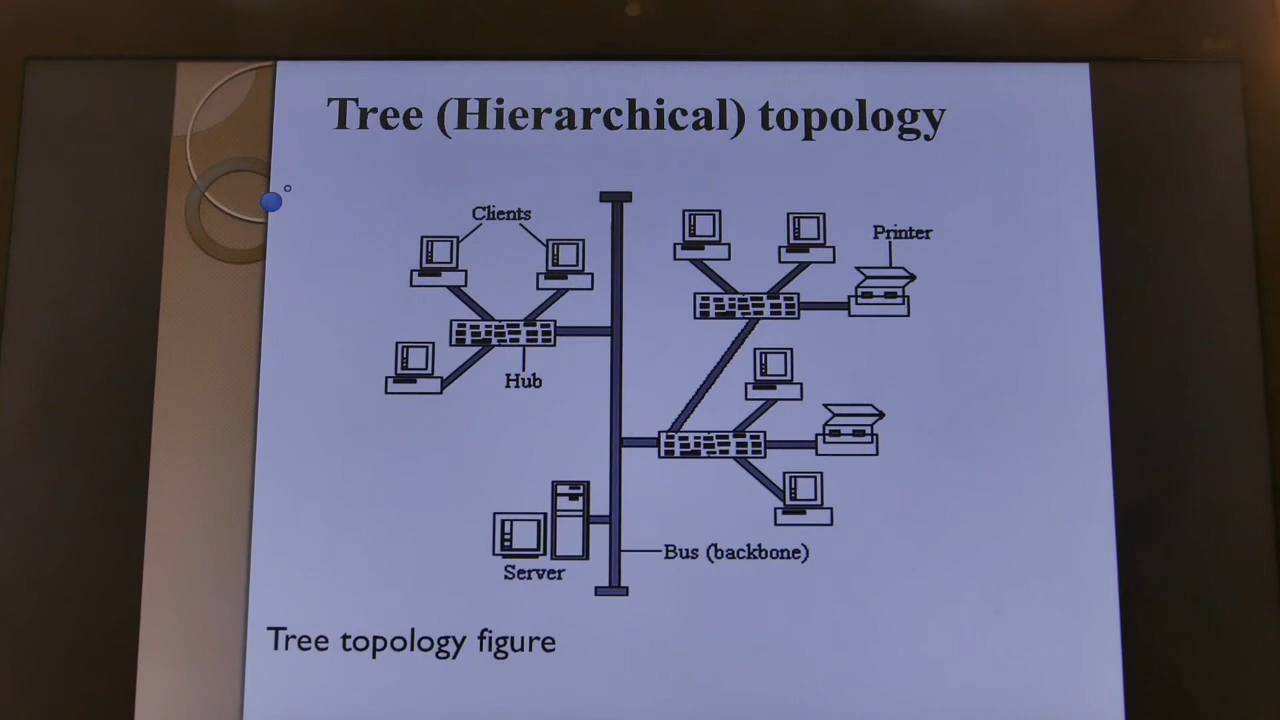 Tree (Hierarchical) topology
Clients
Printer
Hub
Bus (backbone)
Server
Tree topology figure